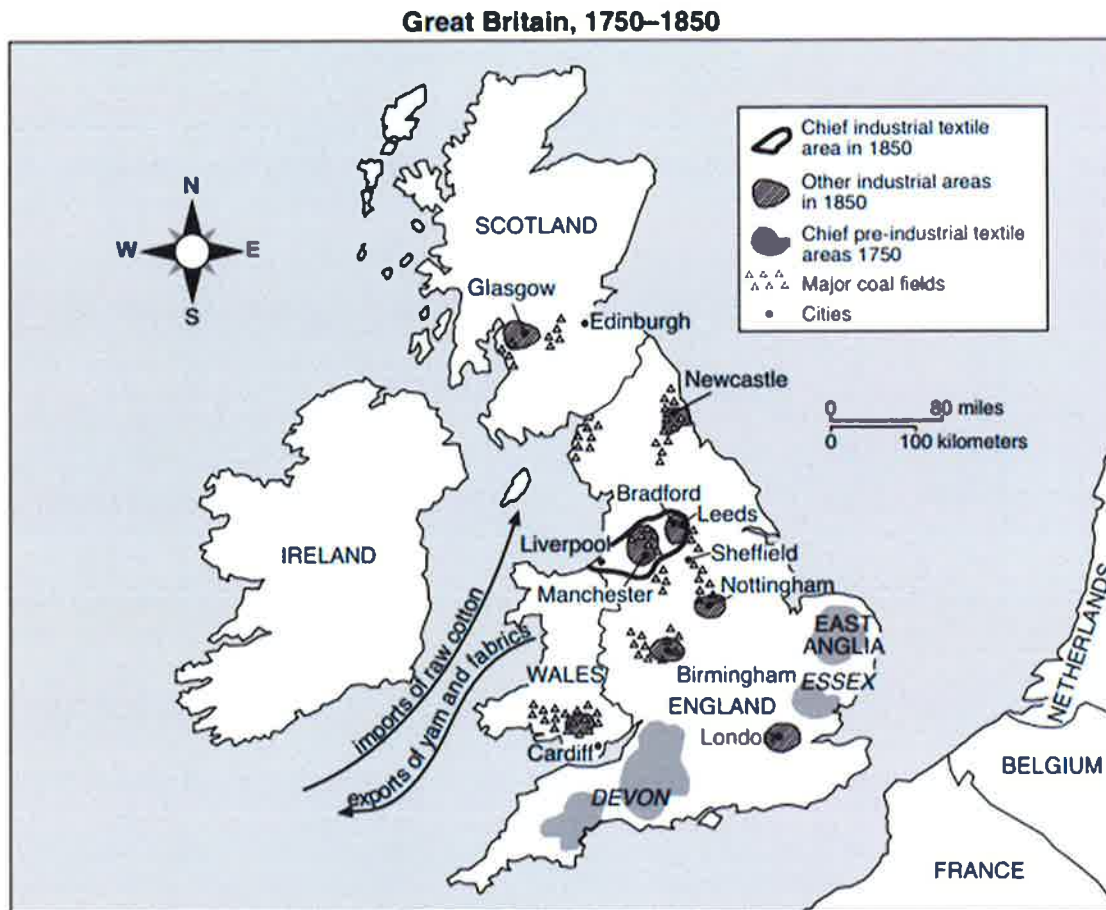 Great Britain, 1750–1850
Chief industrial textile
area in 1850
Other industrial areas
in 1850
Chief pre-industrial textile
areas 1750
Major coal fields
Cities
N
W
E
S
SCOTLAND
Glasgow
Edinburgh
Newcastle
0 80 miles
0 100 kilometers
Bradford
Leeds
Liverpool
Sheffield
Manchester
Nottingham
IRELAND
imports of raw cotton
exports of yarn and fabrics
EAST
ANGLIA
WALES
Birmingham
ESSEX
ENGLAND
London
Cardiff
DEVON
NETHERLANDS
BELGIUM
FRANCE